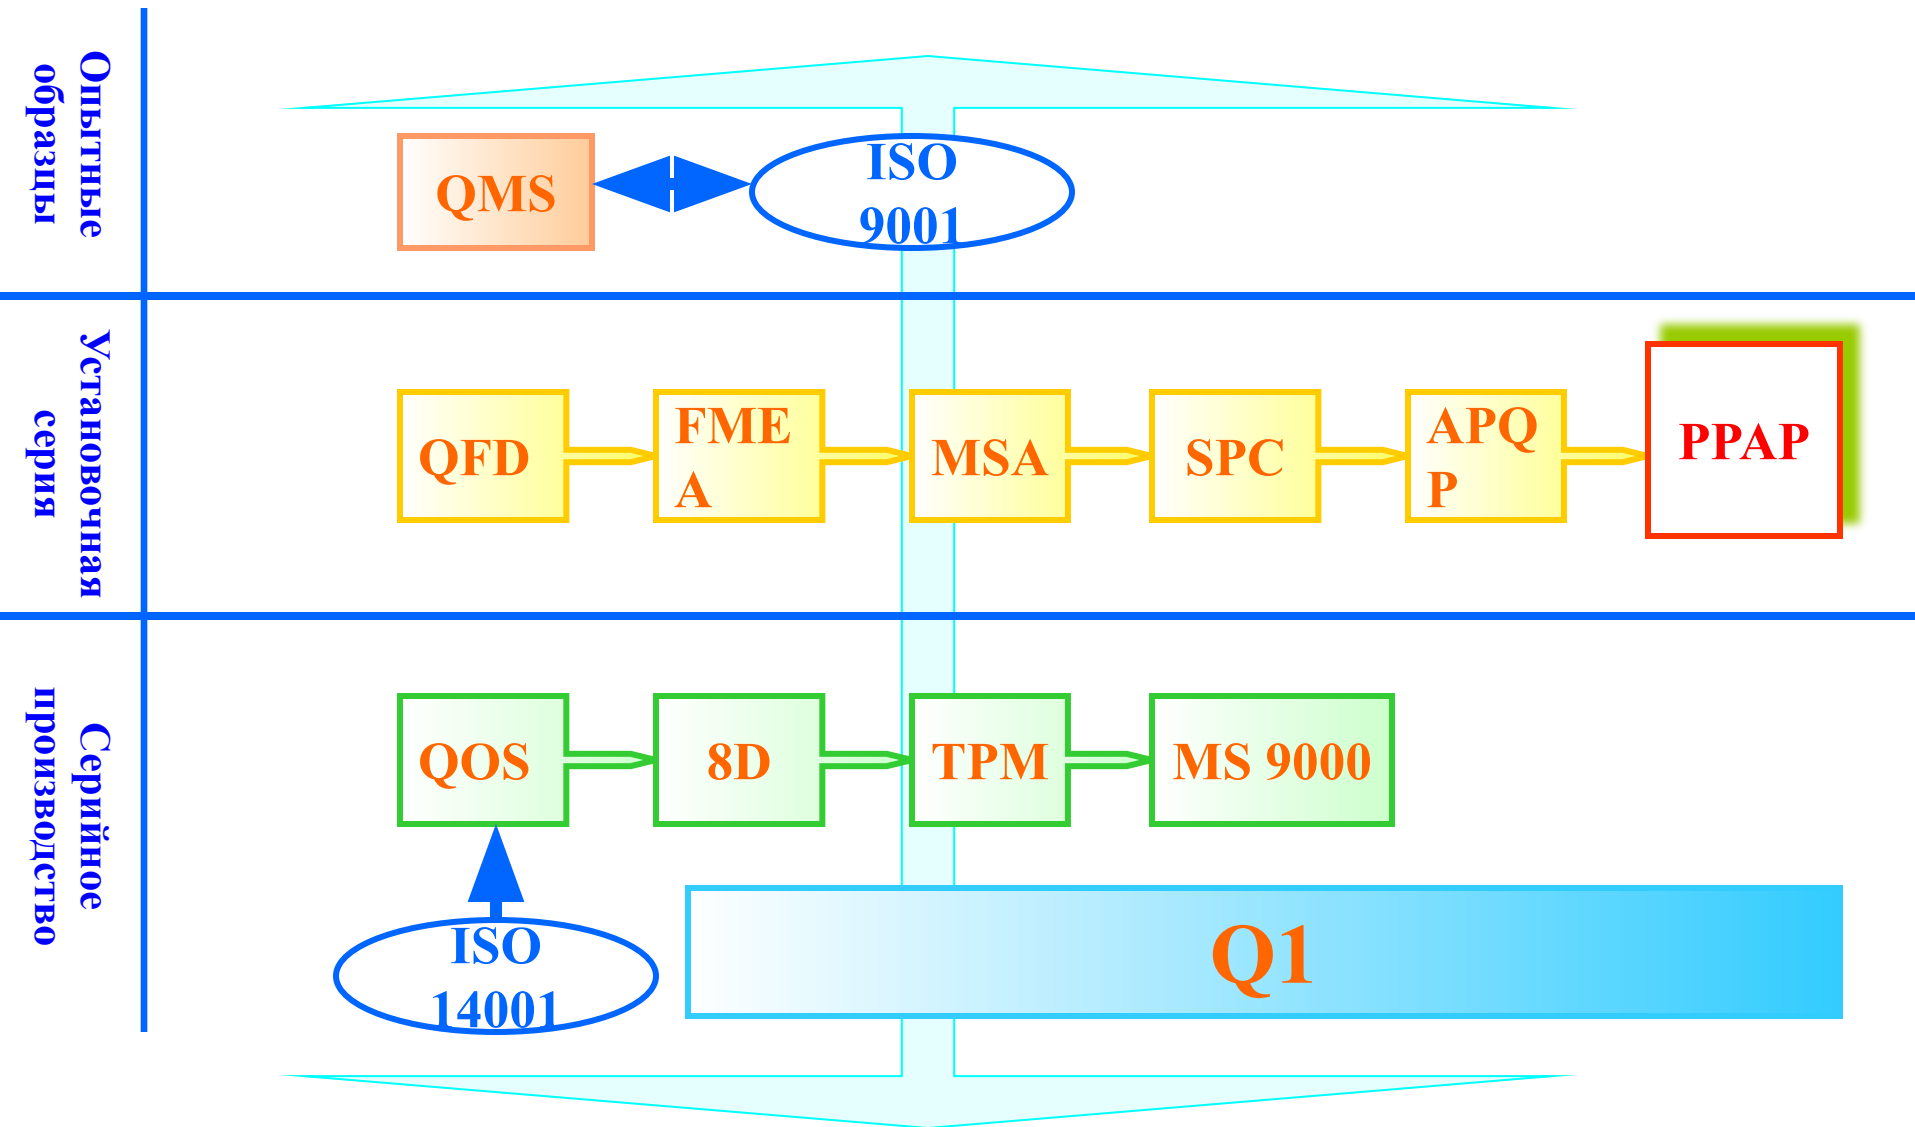 Опытные
образцы
QMS
ISO
9001
Установочная
серия
QFD
FME
A
MSA
SPC
APQ
P
PPAP
Серийное
производство
QOS
8D
TPM
MS 9000
ISO
14001
Q1